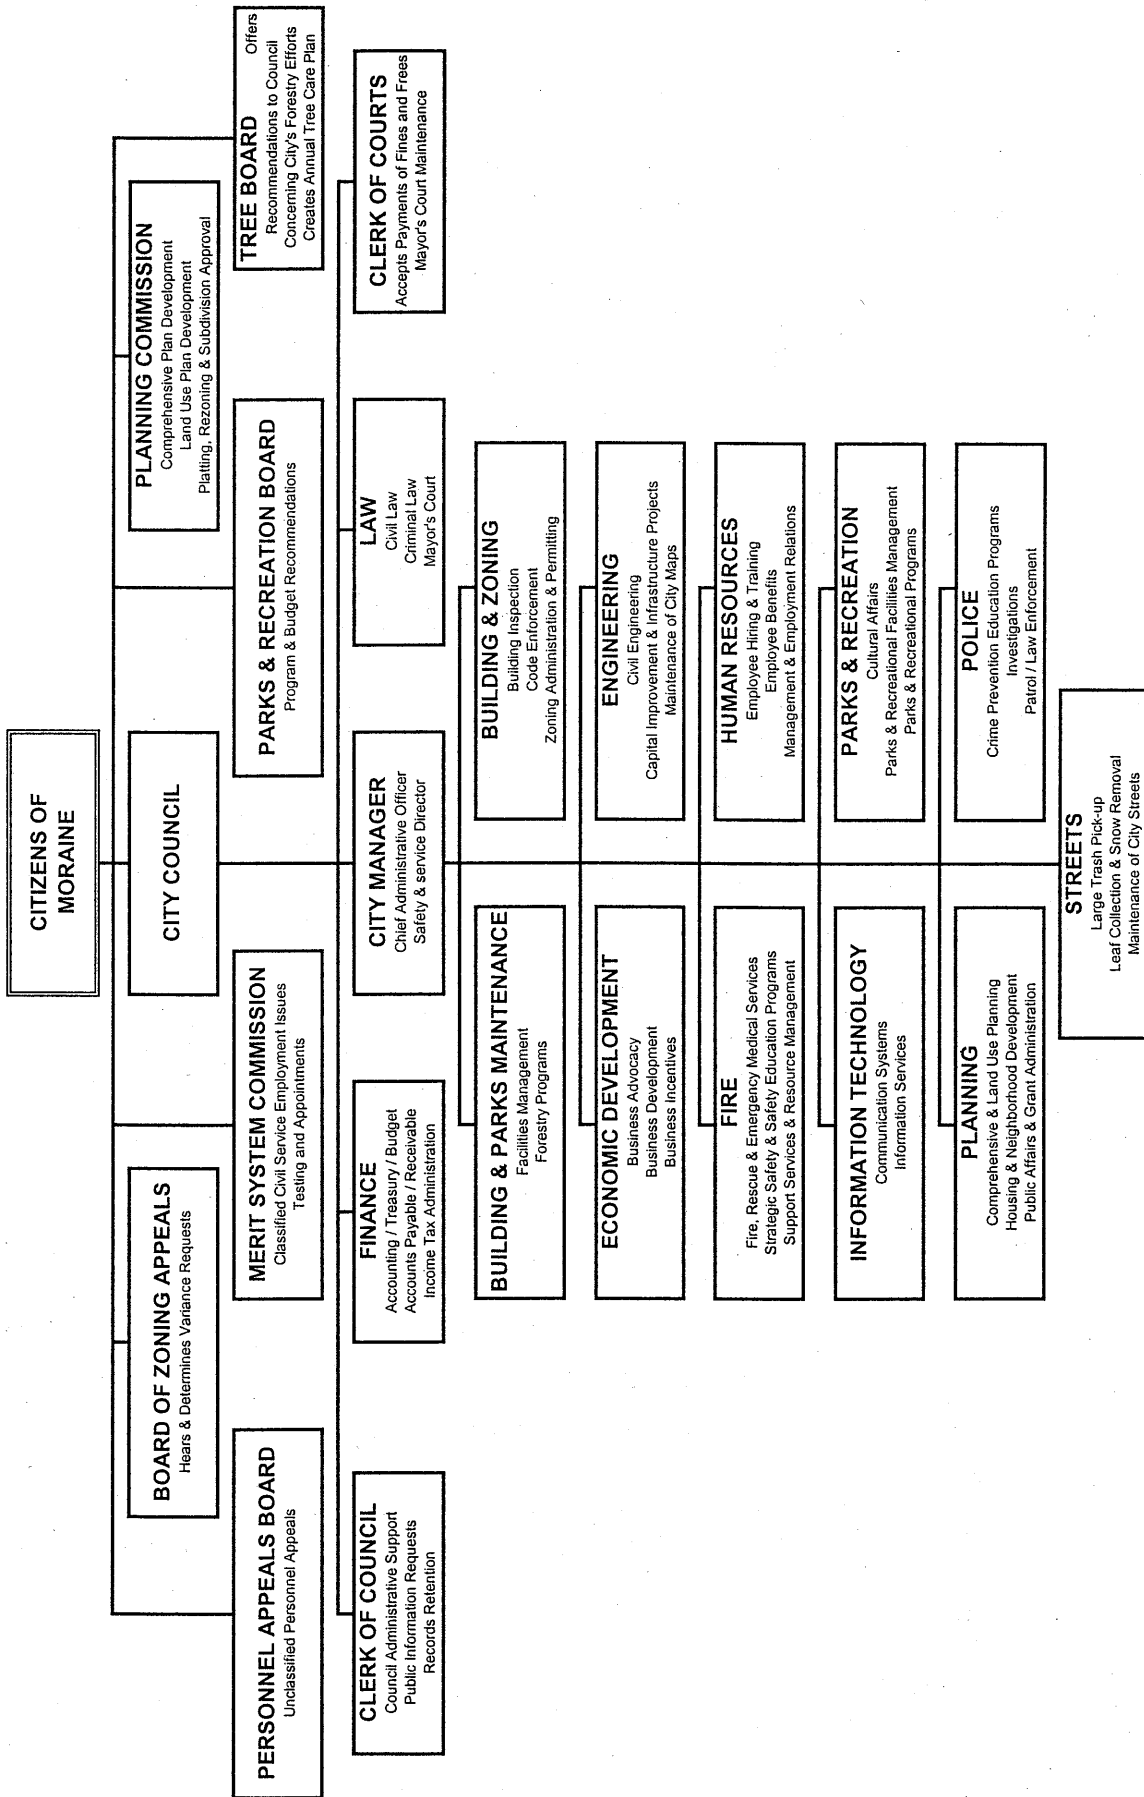 CITIZENS OF
MORAINE
BOARD OF ZONING APPEALS
Hears & Determines Variance Requests
CITY COUNCIL
PLANNING COMMISSION
Comprehensive Plan Development
Land Use Plan Development
Platting, Rezoning & Subdivision Approval
PERSONNEL APPEALS BOARD
Unclassified Personnel Appeals
MERIT SYSTEM COMMISSION
Classified Civil Service Employment Issues
Testing and Appointments
PARKS & RECREATION BOARD
Program & Budget Recommendations
TREE BOARD Offers
Recommendations to Council
Concerning City's Forestry Efforts
Creates Annual Tree Care Plan
CLERK OF COUNCIL
Council Administrative Support
Public Information Requests
Records Retention
FINANCE
Accounting / Treasury / Budget
Accounts Payable / Receivable
Income Tax Administration
CITY MANAGER
Chief Administrative Officer
Safety & service Director
LAW
Civil Law
Criminal Law
Mayor's Court
CLERK OF COURTS
Accepts Payments of Fines and Frees
Mayor's Court Maintenance
BUILDING & PARKS MAINTENANCE
Facilities Management
Forestry Programs
BUILDING & ZONING
Building Inspection
Code Enforcement
Zoning Administration & Permitting
ECONOMIC DEVELOPMENT
Business Advocacy
Business Development
Business Incentives
ENGINEERING
Civil Engineering
Capital Improvement & Infrastructure Projects
Maintenance of City Maps
FIRE
Fire, Rescue & Emergency Medical Services
Strategic Safety & Safety Education Programs
Support Services & Resource Management
HUMAN RESOURCES
Employee Hiring & Training
Employee Benefits
Management & Employment Relations
INFORMATION TECHNOLOGY
Communication Systems
Information Services
PARKS & RECREATION
Cultural Affairs
Parks & Recreational Facilities Management
Parks & Recreational Programs
PLANNING
Comprehensive & Land Use Planning
Housing & Neighborhood Development
Public Affairs & Grant Administration
POLICE
Crime Prevention Education Programs
Investigations
Patrol / Law Enforcement
STREETS
Large Trash Pick-up
Leaf Collection & Snow Removal
Maintenance of City Streets